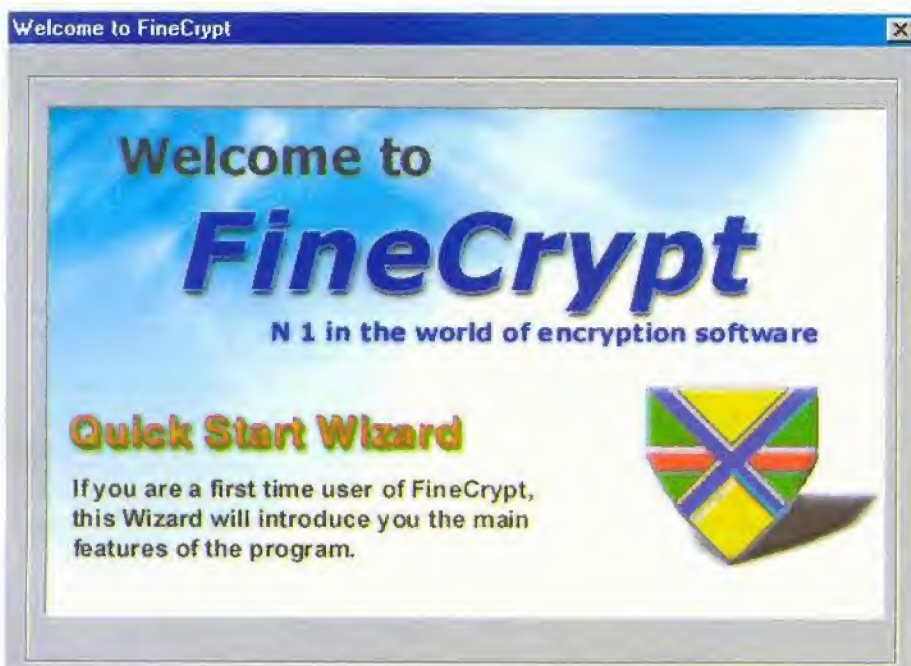 Welcome to FineCrypt
Welcome to
FineCrypt
N 1 in the world of encryption software
Quick Start Wizard
If you are a first time user of FineCrypt,
this Wizard will introduce you the main
features of the program.